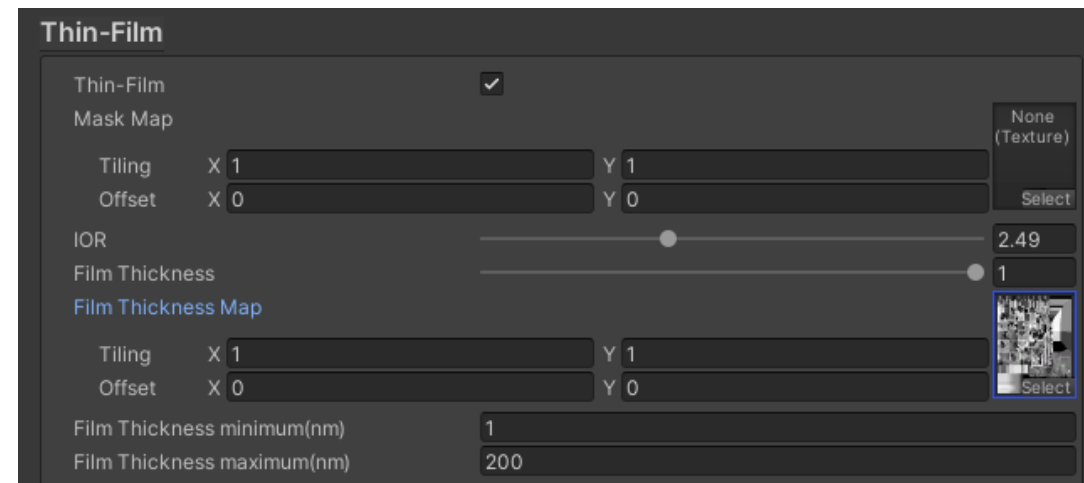 Thin-Film
Thin-Film
Mask Map
None
(Texture)
Tiling X 1 Y 1
Offset X 0 Y 0
Select
IOR 2.49
Film Thickness 1
Film Thickness Map
Tiling X 1 Y 1
Offset X 0 Y 0
Select
Film Thickness minimum(nm) 1
Film Thickness maximum(nm) 200